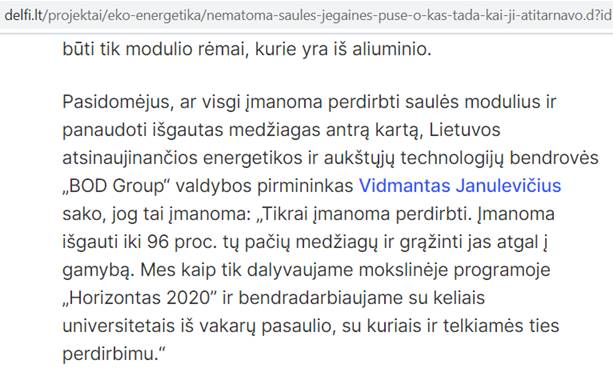 delfi.lt/projektai/eko-energetika/nematoma-saules-jegaines-puse-o-kas-tada-kai-ji-atitarnavo.d?id
būti tik modulio rėmai, kurie yra iš aliuminio.
Pasidomėjus, ar visgi įmanoma perdirbti saulės modulius ir
panaudoti išgautas medžiagas antrą kartą, Lietuvos
atsinaujinančios energetikos ir aukštųjų technologijų bendrovės
„BOD Group“ valdybos pirmininkas Vidmantas Janulevičius
sako, jog tai įmanoma: „Tikrai įmanoma perdirbti. Įmanoma
išgauti iki 96 proc. tų pačių medžiagų ir grąžinti jas atgal į
gamybą. Mes kaip tik dalyvaujame mokslinėje programoje
„Horizontas 2020” ir bendradarbiaujame su keliais
universitetais iš vakarų pasaulio, su kuriais ir telkiamės ties
perdirbimu.“